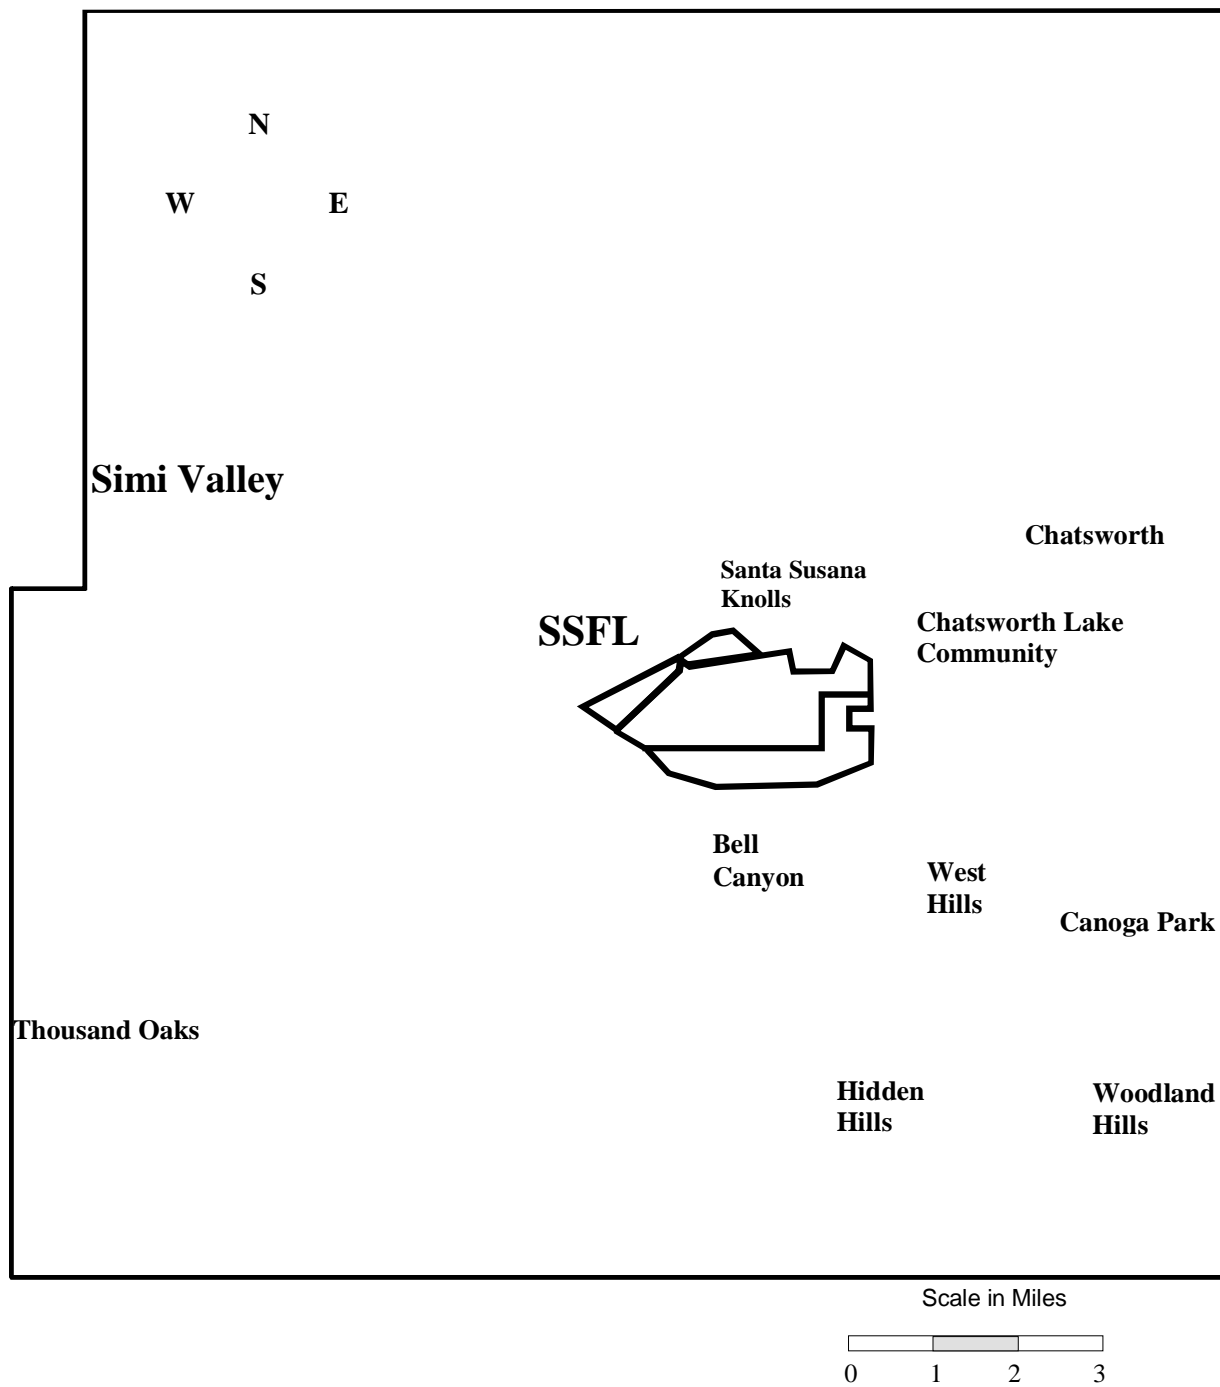 N
W E
S
Simi Valley
Chatsworth
Santa Susana
Knolls
SSFL
Chatsworth Lake
Community
Bell
Canyon
West
Hills
Canoga Park
Thousand Oaks
Hidden
Hills
Woodland
Hills
Scale in Miles
0 1 2 3